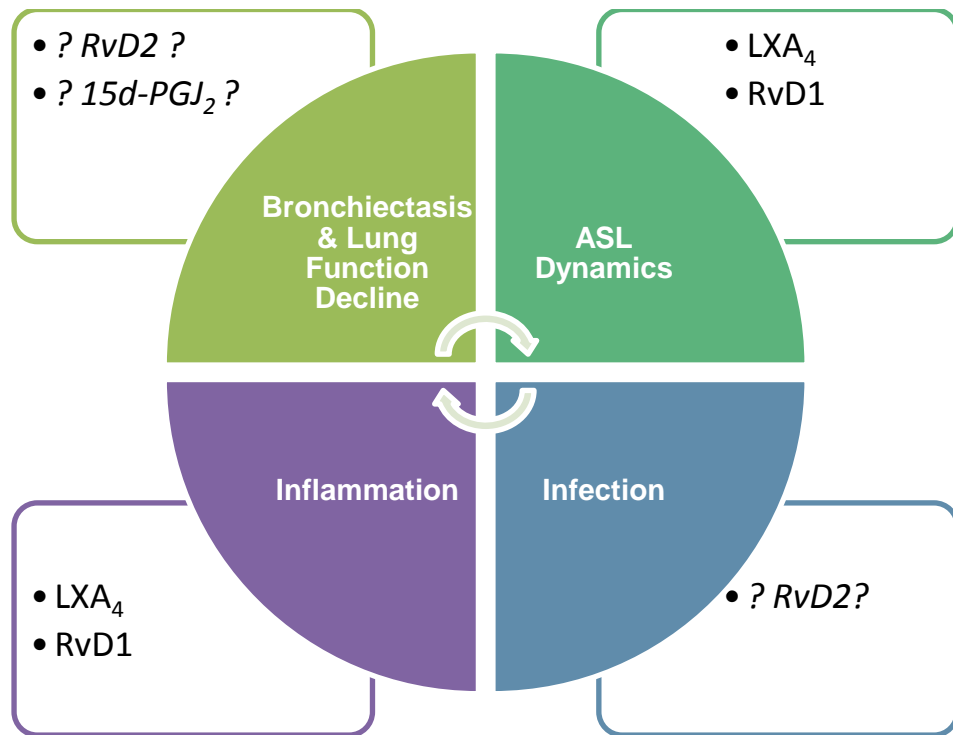 • ? RvD2 ?
• ? 15d-PGJ₂ ?
• LXA₄
• RvD1
Bronchiectasis
& Lung
Function
Decline
ASL
Dynamics
Inflammation
Infection
• LXA₄
• RvD1
• ? RvD2?